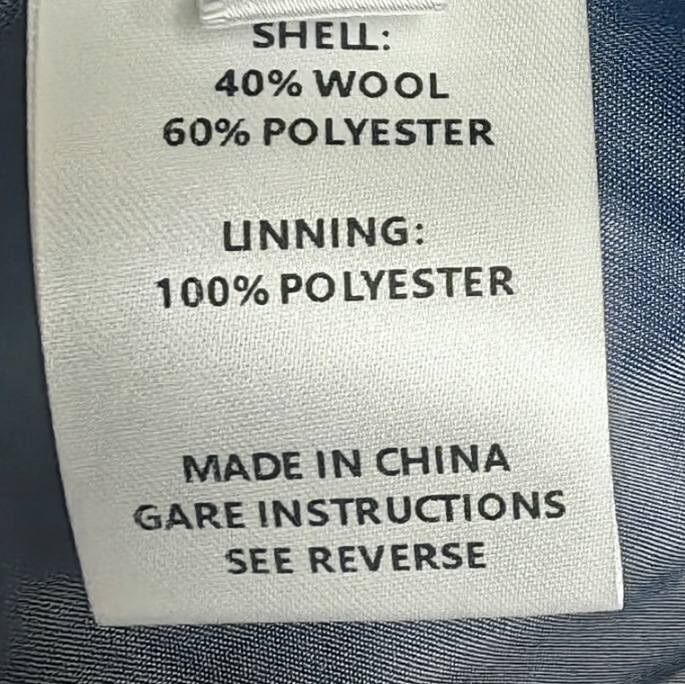 SHELL:
40% WOOL
60% POLYESTER
LINNING:
100% POLYESTER
MADE IN CHINA
GARE INSTRUCTIONS
SEE REVERSE